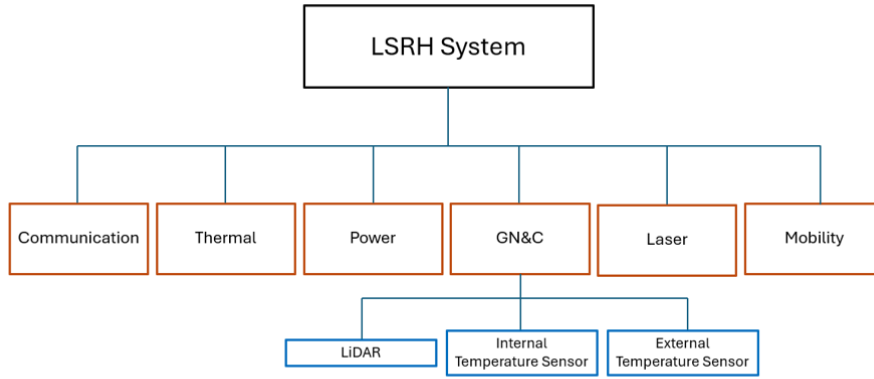 LSRH System
Communication
Thermal
Power
GN&C
Laser
Mobility
LiDAR
Internal
Temperature Sensor
External
Temperature Sensor